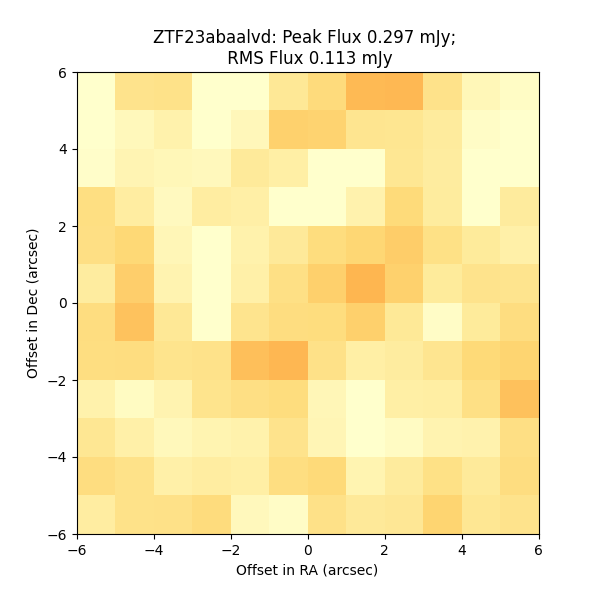 ZTF23abaalvd: Peak Flux 0.297 mJy;
RMS Flux 0.113 mJy
6
4
2
0
−2
−4
−6
Offset in Dec (arcsec)
−6 −4 −2 0 2 4 6
Offset in RA (arcsec)